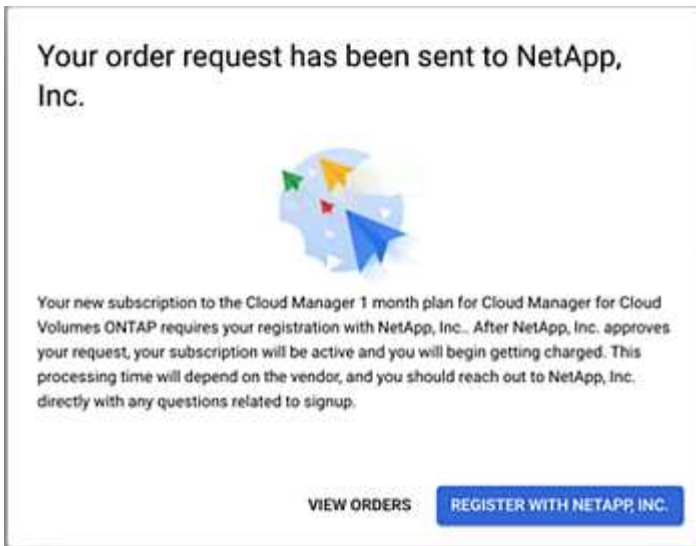 Your order request has been sent to NetApp,
Inc.
Your new subscription to the Cloud Manager 1 month plan for Cloud Manager for Cloud
Volumes ONTAP requires your registration with NetApp, Inc.. After NetApp, Inc. approves
your request, your subscription will be active and you will begin getting charged. This
processing time will depend on the vendor, and you should reach out to NetApp, Inc.
directly with any questions related to signup.
VIEW ORDERS
REGISTER WITH NETAPP, INC.